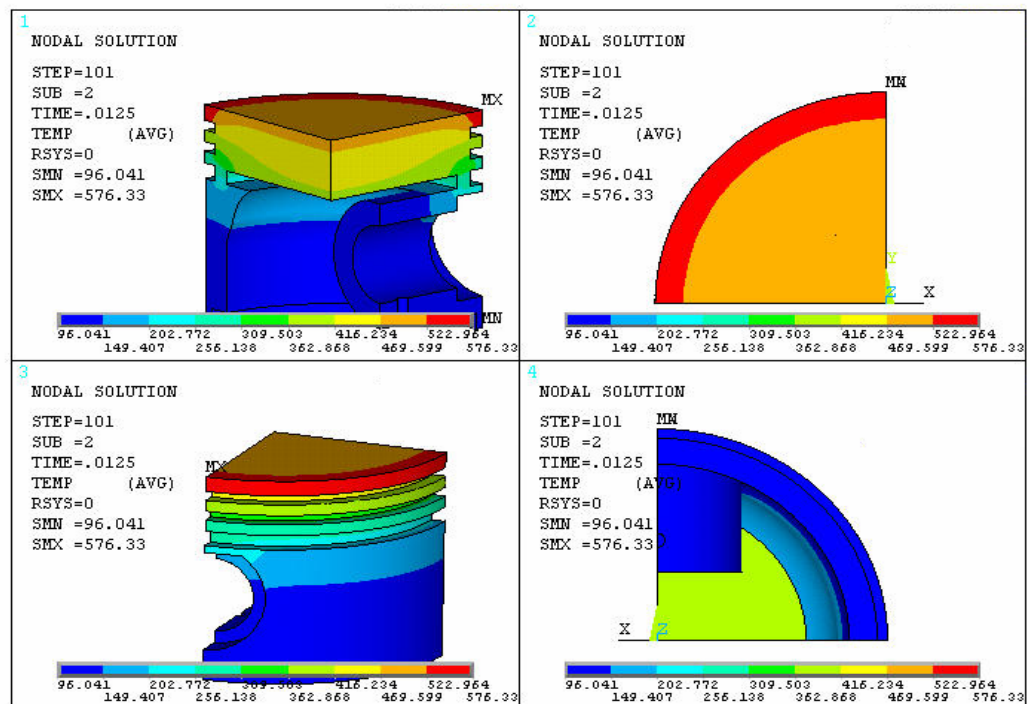 1
NODAL SOLUTION
STEP=101
SUB =2
TIME=.0125
TEMP (AVG)
RSYS=0
SMN =96.041
SMX =576.33
MX
MN
96.041 202.772 309.503 416.234 522.964
149.407 256.138 362.868 469.599 576.33
2
NODAL SOLUTION
STEP=101
SUB =2
TIME=.0125
TEMP (AVG)
RSYS=0
SMN =96.041
SMX =576.33
Y
Z X
96.041 202.772 309.503 416.234 522.964
149.407 256.138 362.868 469.599 576.33
3
NODAL SOLUTION
STEP=101
SUB =2
TIME=.0125
TEMP (AVG)
RSYS=0
SMN =96.041
SMX =576.33
MX
96.041 202.772 309.503 416.234 522.964
149.407 256.138 362.868 469.599 576.33
4
NODAL SOLUTION
STEP=101
SUB =2
TIME=.0125
TEMP (AVG)
RSYS=0
SMN =96.041
SMX =576.33
X Z
96.041 202.772 309.503 416.234 522.964
149.407 256.138 362.868 469.599 576.33